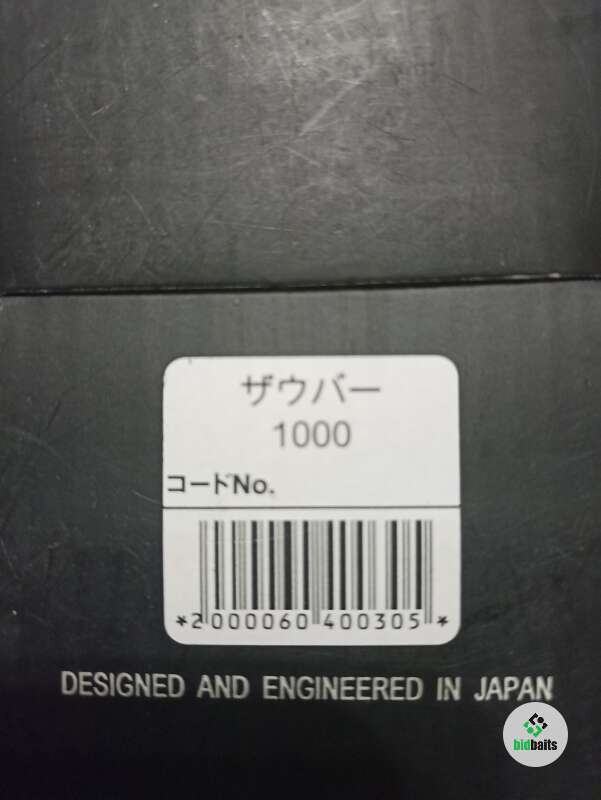 ザウバー
1000
コードNo.
*2000060400305*
DESIGNED AND ENGINEERED IN JAPAN
bidbaits